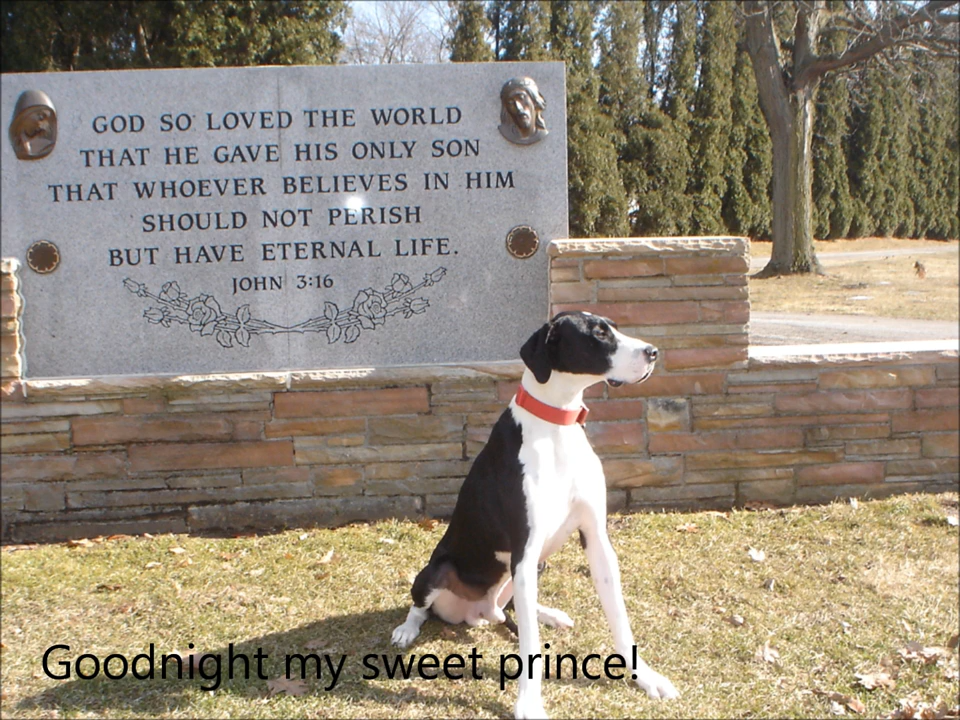 GOD SO LOVED THE WORLD
THAT HE GAVE HIS ONLY SON
THAT WHOEVER BELIEVES IN HIM
SHOULD NOT PERISH
BUT HAVE ETERNAL LIFE.
JOHN 3:16
Goodnight my sweet prince!